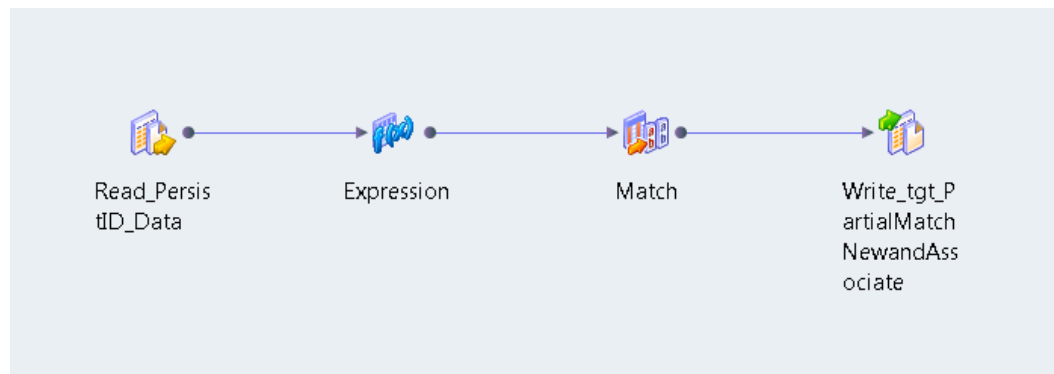 f(x)
Read_Persis
tID_Data
Expression
Match
Write_tgt_P
artialMatch
NewandAss
ociate